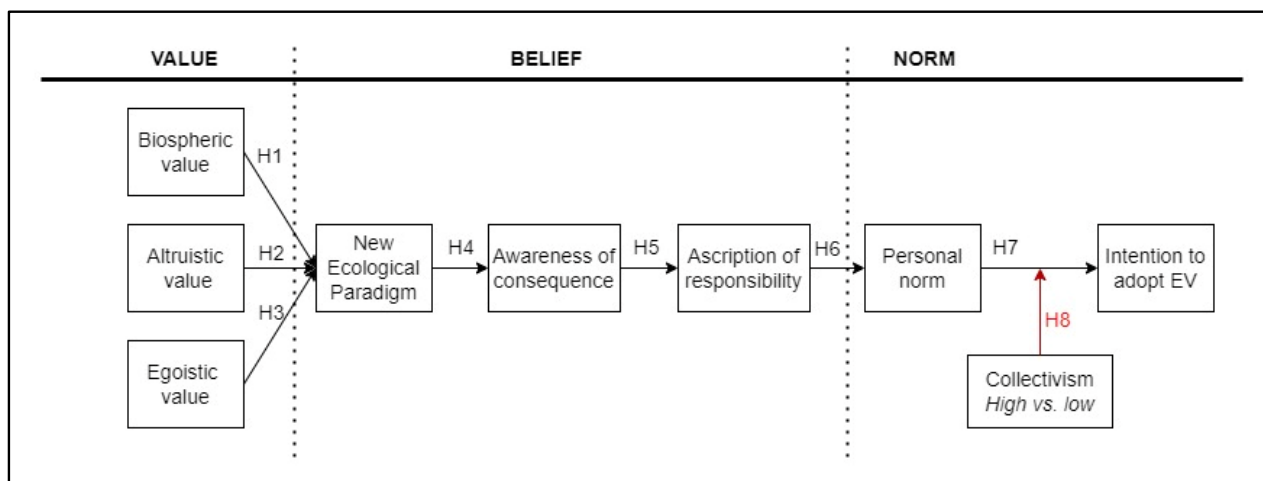 VALUE
BELIEF
NORM
Biospheric
value
H1
Altruistic
value
H2
H3
Egoistic
value
New
Ecological
Paradigm
H4
Awareness of
consequence
H5
Ascription of
responsibility
H6
Personal
norm
H7
Intention to
adopt EV
H8
Collectivism
High vs. low